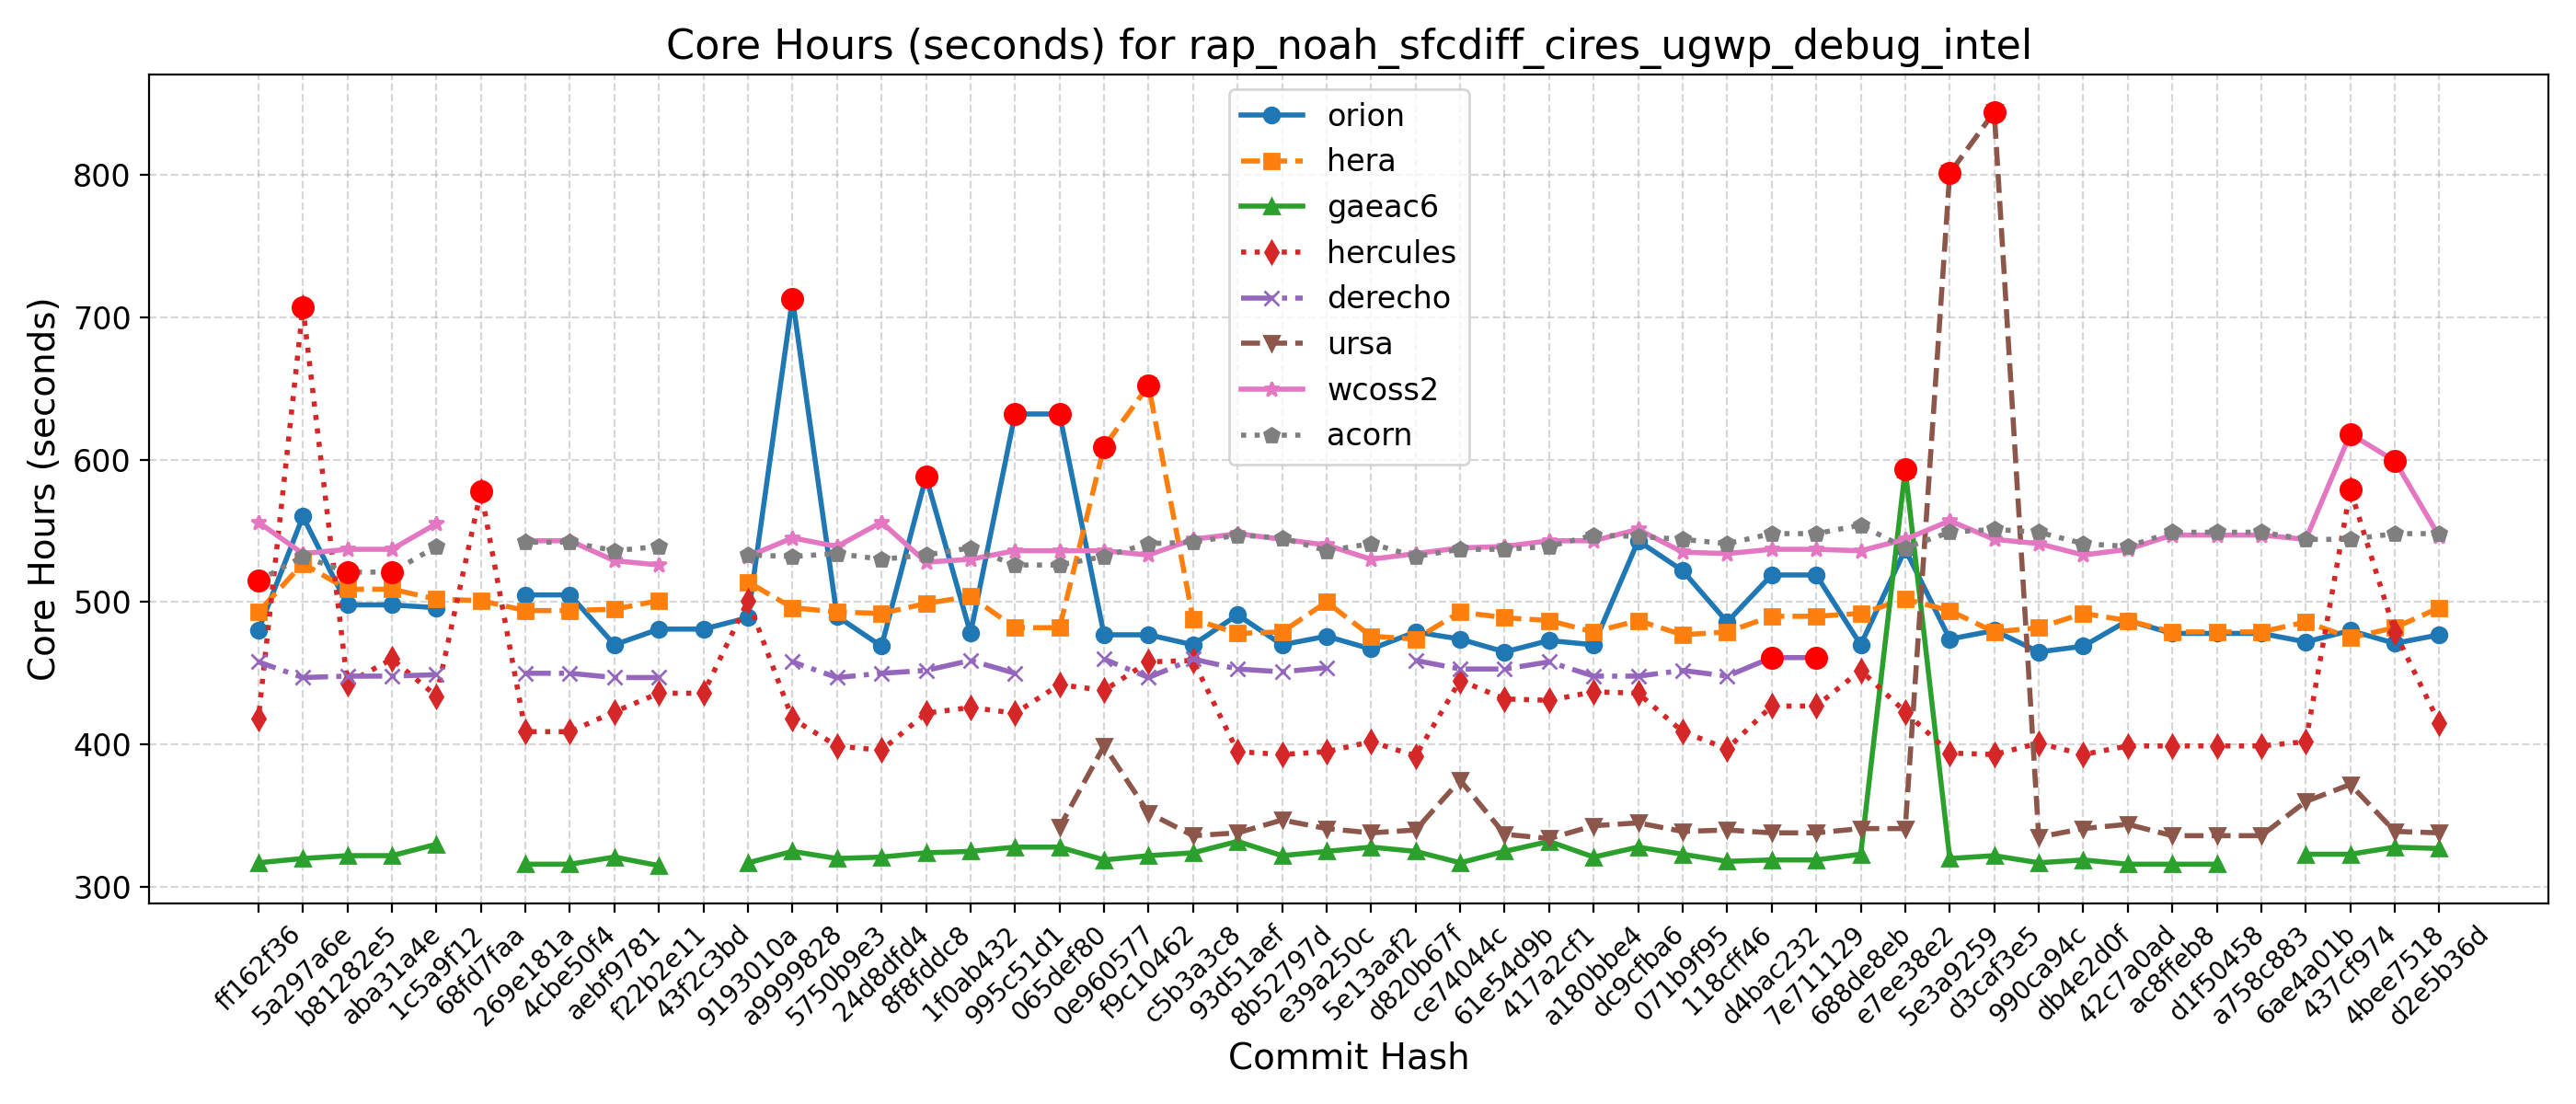 Core Hours (seconds) for rap_noah_sfcdiff_cires_ugwp_debug_intel
Core Hours (seconds)
800
700
600
500
400
300
orion
hera
gaeac6
hercules
derecho
ursa
wcoss2
acorn
ff162f36
5a297a6e
b81282e5
aba31a4e
1c5a9f12
68fd7faa
269e181a
4cbe50f4
aebf9781
f22b2e11
43f2c3bd
9193010a
a9999828
5750b9e3
24d8dfd4
8f8fddc8
1f0ab432
995c51d1
065def80
0e960577
f9c10462
c5b3a3c8
93d51aef
8b52797d
e39a250c
5e13aaf2
d820b67f
ce74044c
61e54d9b
417a2cf1
a180bbe4
dc9cfba6
071b9f95
118cff46
d4bac232
7e711129
688de8eb
e7ee38e2
5e3a9259
d3caf3e5
990ca94c
db4e2d0f
42c7a0ad
ac8ffeb8
d1f50458
a758c883
6ae4a01b
437cf974
4bee7518
d2e5b36d
Commit Hash